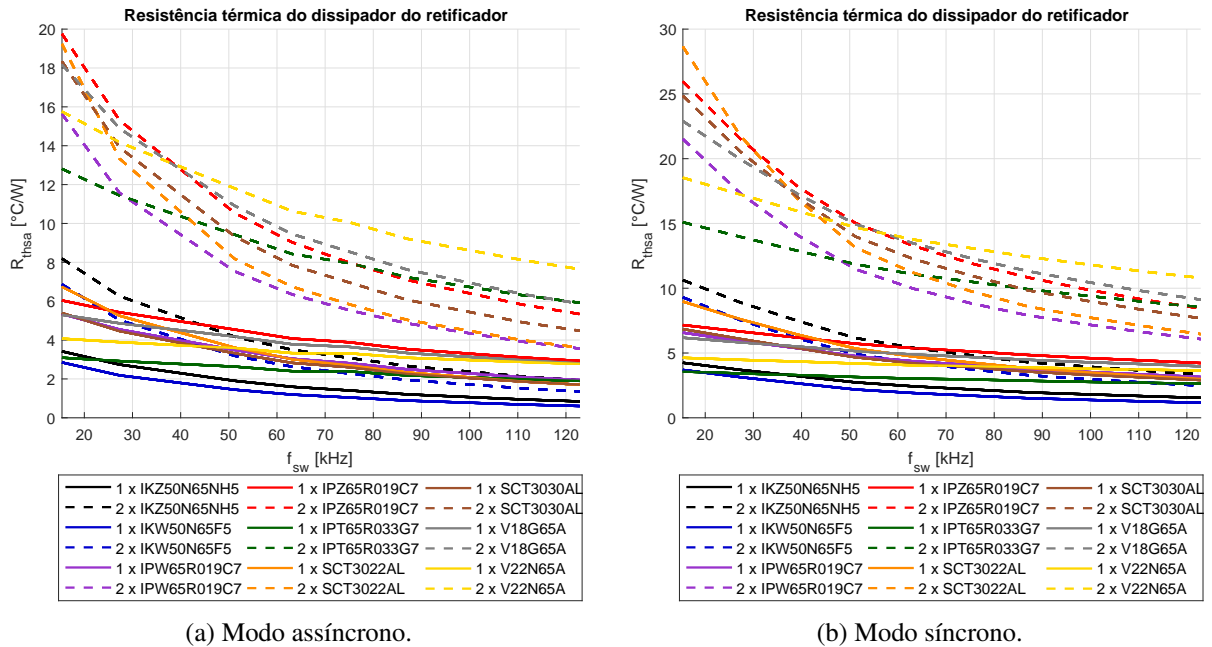 Resistência térmica do dissipador do retificador
20
18
16
14
12
10
8
6
4
2
0
R_thsa [°C/W]
20 30 40 50 60 70 80 90 100 110 120
f_sw [kHz]
1 x IKZ50N65NH5 1 x IPZ65R019C7 1 x SCT3030AL
2 x IKZ50N65NH5 2 x IPZ65R019C7 2 x SCT3030AL
1 x IKW50N65F5 1 x IPT65R033G7 1 x V18G65A
2 x IKW50N65F5 2 x IPT65R033G7 2 x V18G65A
1 x IPW65R019C7 1 x SCT3022AL 1 x V22N65A
2 x IPW65R019C7 2 x SCT3022AL 2 x V22N65A
(a) Modo assíncrono.
Resistência térmica do dissipador do retificador
30
25
20
15
10
5
0
R_thsa [°C/W]
20 30 40 50 60 70 80 90 100 110 120
f_sw [kHz]
1 x IKZ50N65NH5 1 x IPZ65R019C7 1 x SCT3030AL
2 x IKZ50N65NH5 2 x IPZ65R019C7 2 x SCT3030AL
1 x IKW50N65F5 1 x IPT65R033G7 1 x V18G65A
2 x IKW50N65F5 2 x IPT65R033G7 2 x V18G65A
1 x IPW65R019C7 1 x SCT3022AL 1 x V22N65A
2 x IPW65R019C7 2 x SCT3022AL 2 x V22N65A
(b) Modo síncrono.